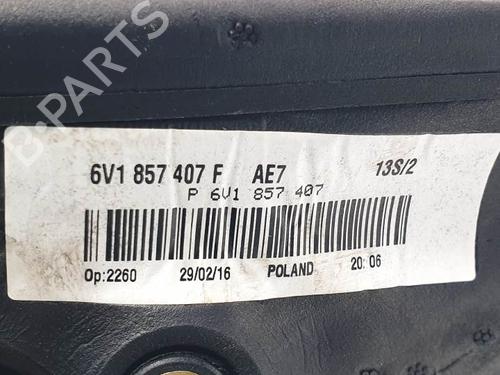 B-PARTS
6V1 857 407 F AE7 13S/2
P 6V1 857 407
Op:2260 29/02/16 POLAND 20:06